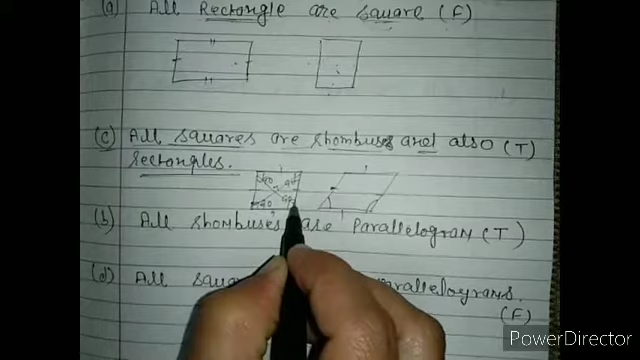 (a) All Rectangle are square (F)
(c) All squares are rhombuses and also (T)
rectangles.
90 90
90 90
(b) All rhombuses are Parallelogram (T)
(d) All parallelograms.
(F)
PowerDirector